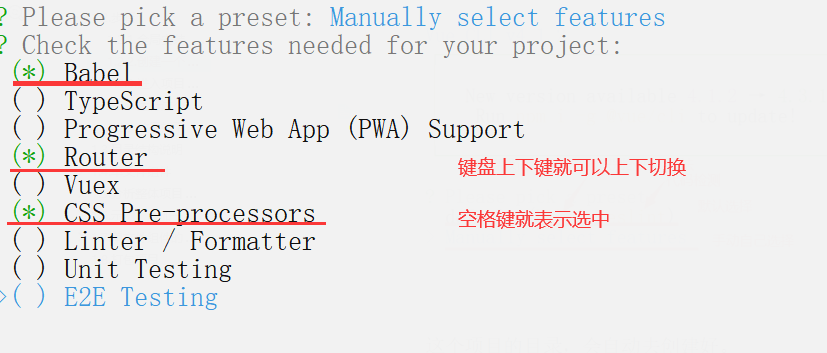 ? Please pick a preset: Manually select features
? Check the features needed for your project:
(*) Babel
( ) TypeScript
( ) Progressive Web App (PWA) Support
(*) Router
键盘上下键就可以上下切换
( ) Vuex
(*) CSS Pre-processors
空格键就表示选中
( ) Linter / Formatter
( ) Unit Testing
>( ) E2E Testing